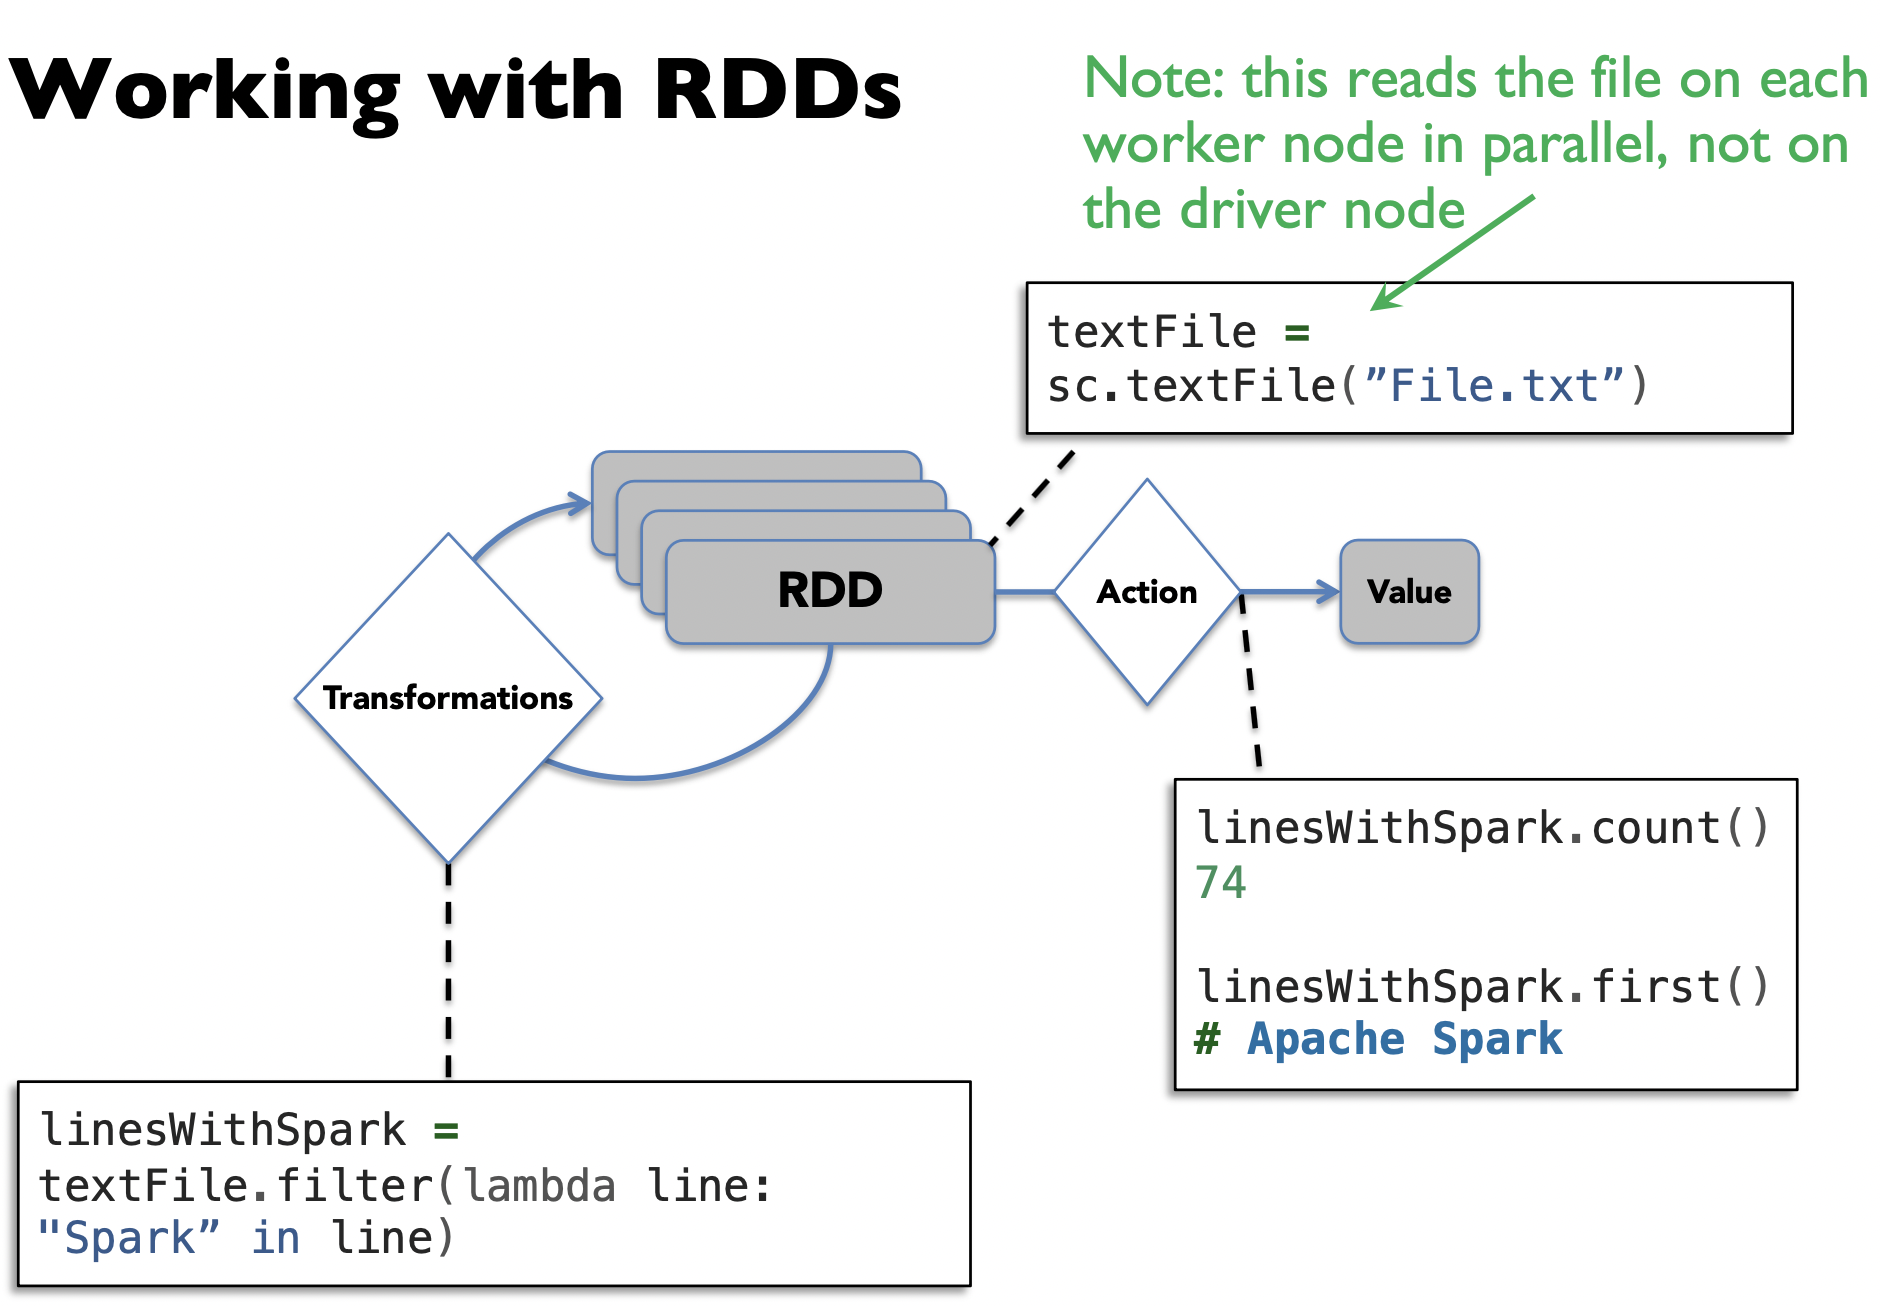 Working with RDDs
Note: this reads the file on each
worker node in parallel, not on
the driver node
textFile =
sc.textFile(”File.txt”)
RDD
Action
Value
Transformations
linesWithSpark.count()
74
linesWithSpark.first()
# Apache Spark
linesWithSpark =
textFile.filter(lambda line:
"Spark” in line)